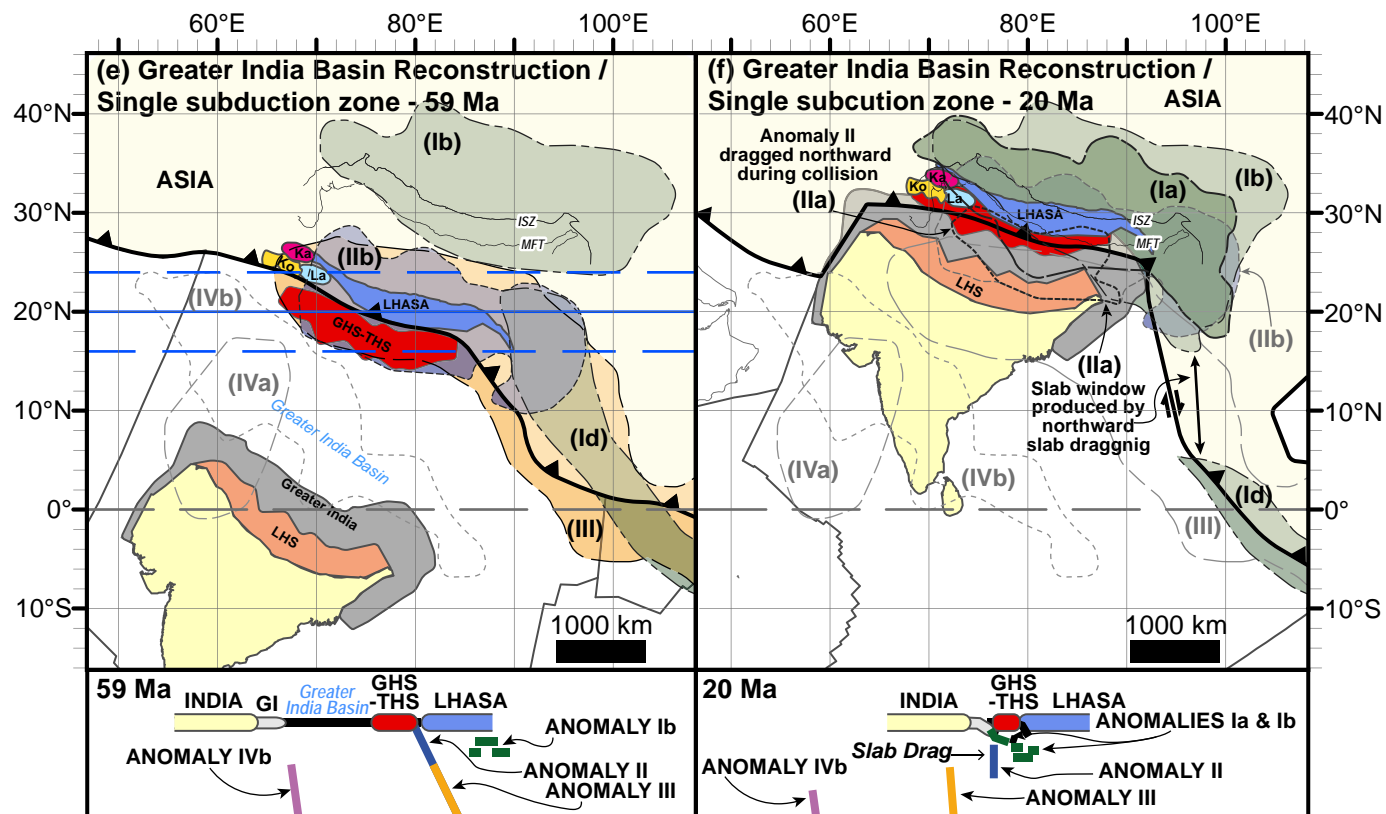 60°E 80°E 100°E 60°E 80°E 100°E
(e) Greater India Basin Reconstruction /
Single subduction zone - 59 Ma
40°N
30°N
20°N
10°N
0°
10°S
ASIA
(Ib)
ISZ
MFT
Ka
Ko
La
(IIb)
(IVb)
LHASA
GHS-THS
(IVa)
Greater India Basin
(Id)
Greater India
LHS
(III)
1000 km
(f) Greater India Basin Reconstruction /
Single subcution zone - 20 Ma
ASIA
40°N
30°N
20°N
10°N
0°
10°S
Anomaly II
dragged northward
during collision
(IIa)
Ka
Ko
La
(Ia)
(Ib)
LHASA
ISZ
MFT
LHS
(IIb)
(IIa)
Slab window
produced by
northward
slab draggnig
(IVa)
(IVb)
(Id)
(III)
1000 km
59 Ma
INDIA
GI
Greater
India Basin
GHS
-THS
LHASA
ANOMALY Ib
ANOMALY IVb
ANOMALY II
ANOMALY III
20 Ma
INDIA
GHS
-THS
LHASA
ANOMALIES Ia & Ib
Slab Drag
ANOMALY IVb
ANOMALY II
ANOMALY III